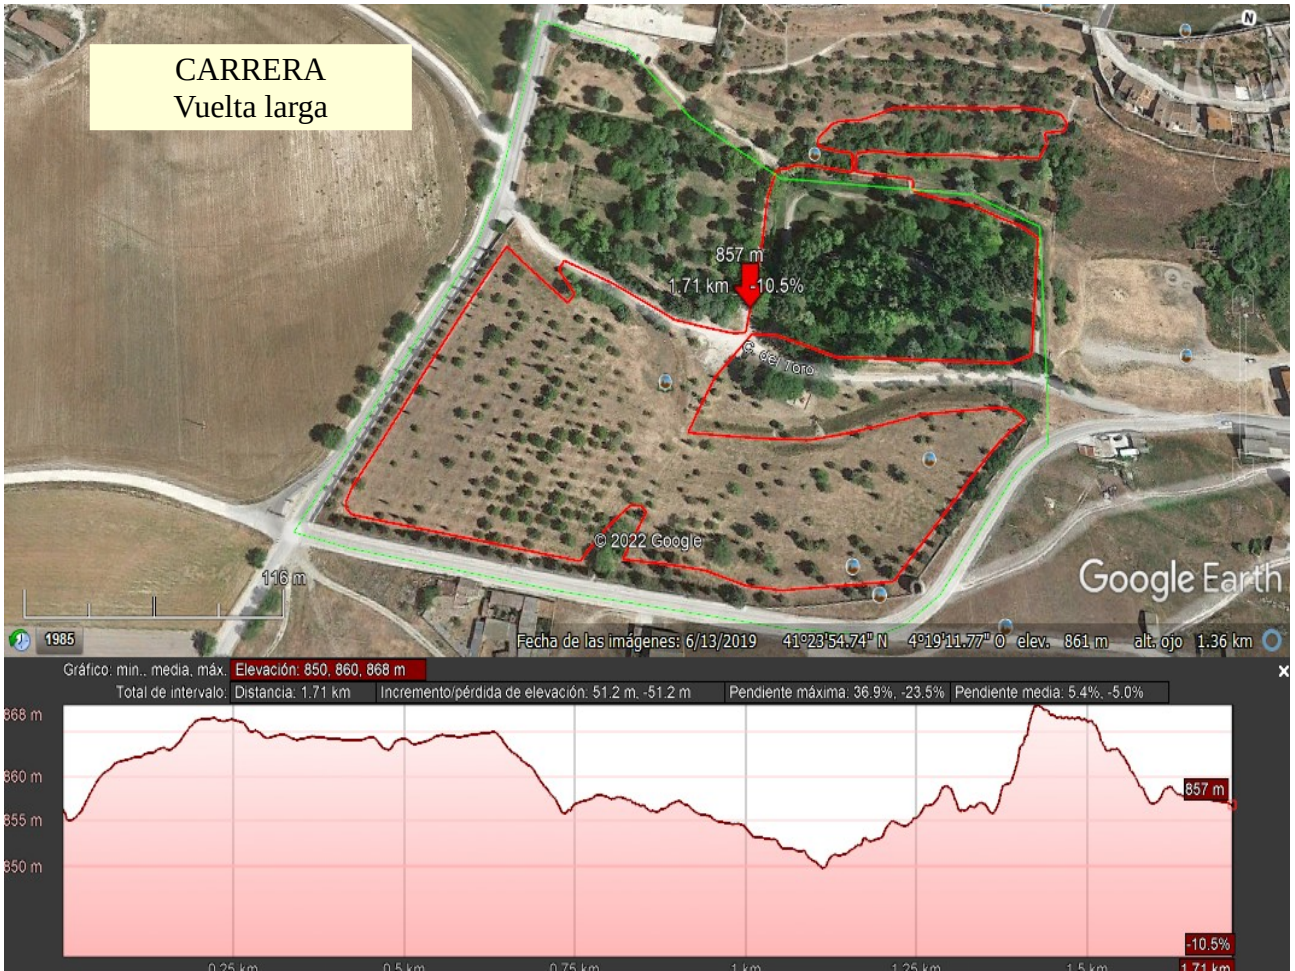 CARRERA
Vuelta larga
N
857 m
1.71 km -10.5%
C. del Toro
© 2022 Google
Google Earth
116 m
1985
Fecha de las imágenes: 6/13/2019 41°23'54.74" N 4°19'11.77" O elev. 861 m alt. ojo 1.36 km
Gráfico: min., media, máx. Elevación: 850, 860, 868 m
Total de intervalo: Distancia: 1.71 km Incremento/pérdida de elevación: 51.2 m, -51.2 m Pendiente máxima: 36.9%, -23.5% Pendiente media: 5.4%, -5.0%
868 m
860 m
855 m
850 m
857 m
-10.5%
0.25 km 0.5 km 0.75 km 1 km 1.25 km 1.5 km 1.71 km